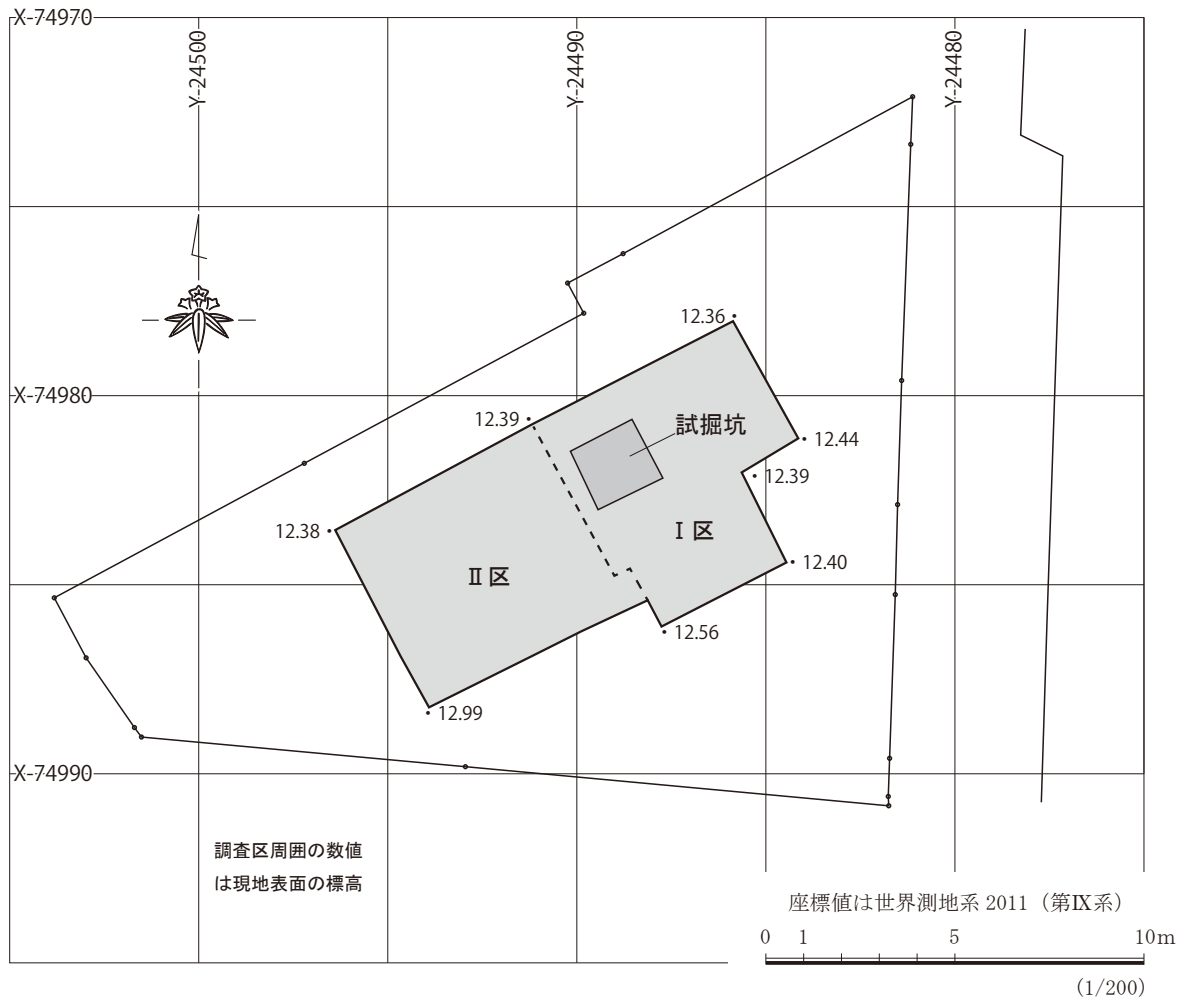 X-74970
Y-24500
Y-24490
Y-24480
12.36
X-74980
12.39
試掘坑
12.44
12.39
12.38
Ⅰ区
12.40
Ⅱ区
12.56
12.99
X-74990
調査区周囲の数値
は現地表面の標高
座標値は世界測地系 2011（第Ⅸ系）
0 1 5 10m
(1/200)